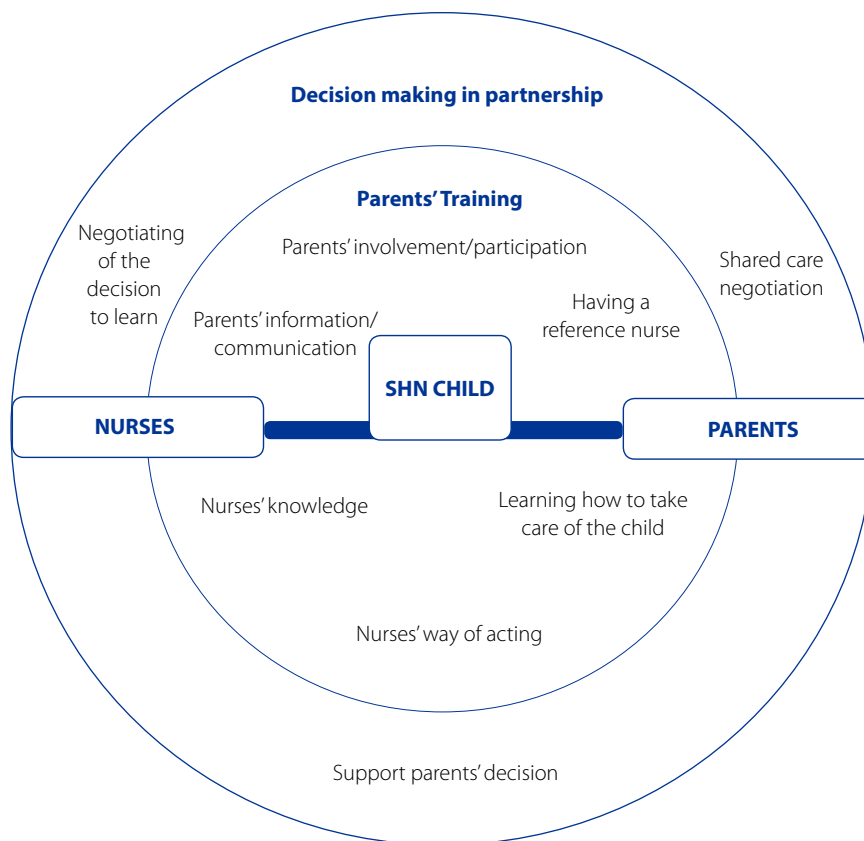 Decision making in partnership
Parents’ Training
Negotiating
of the
decision
to learn
Parents’ involvement/participation
Shared care
negotiation
Parents’ information/
communication
Having a
reference nurse
SHN CHILD
NURSES
PARENTS
Nurses’ knowledge
Learning how to take
care of the child
Nurses’ way of acting
Support parents’ decision